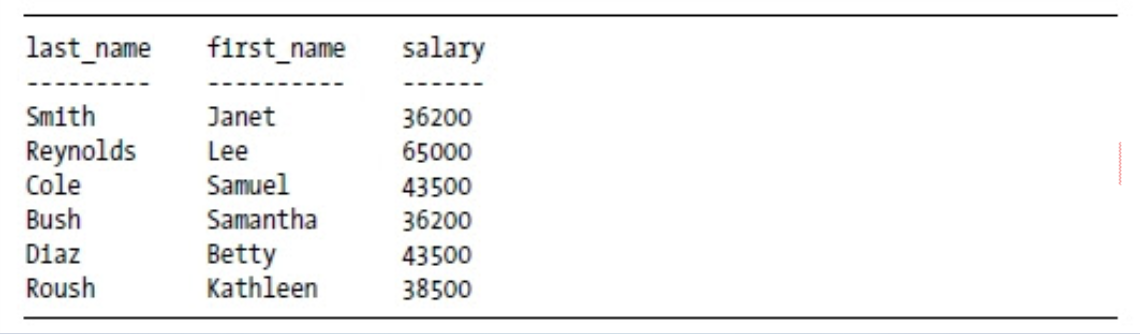 last_name first_name salary
--------- ---------- ------
Smith Janet 36200
Reynolds Lee 65000
Cole Samuel 43500
Bush Samantha 36200
Diaz Betty 43500
Roush Kathleen 38500